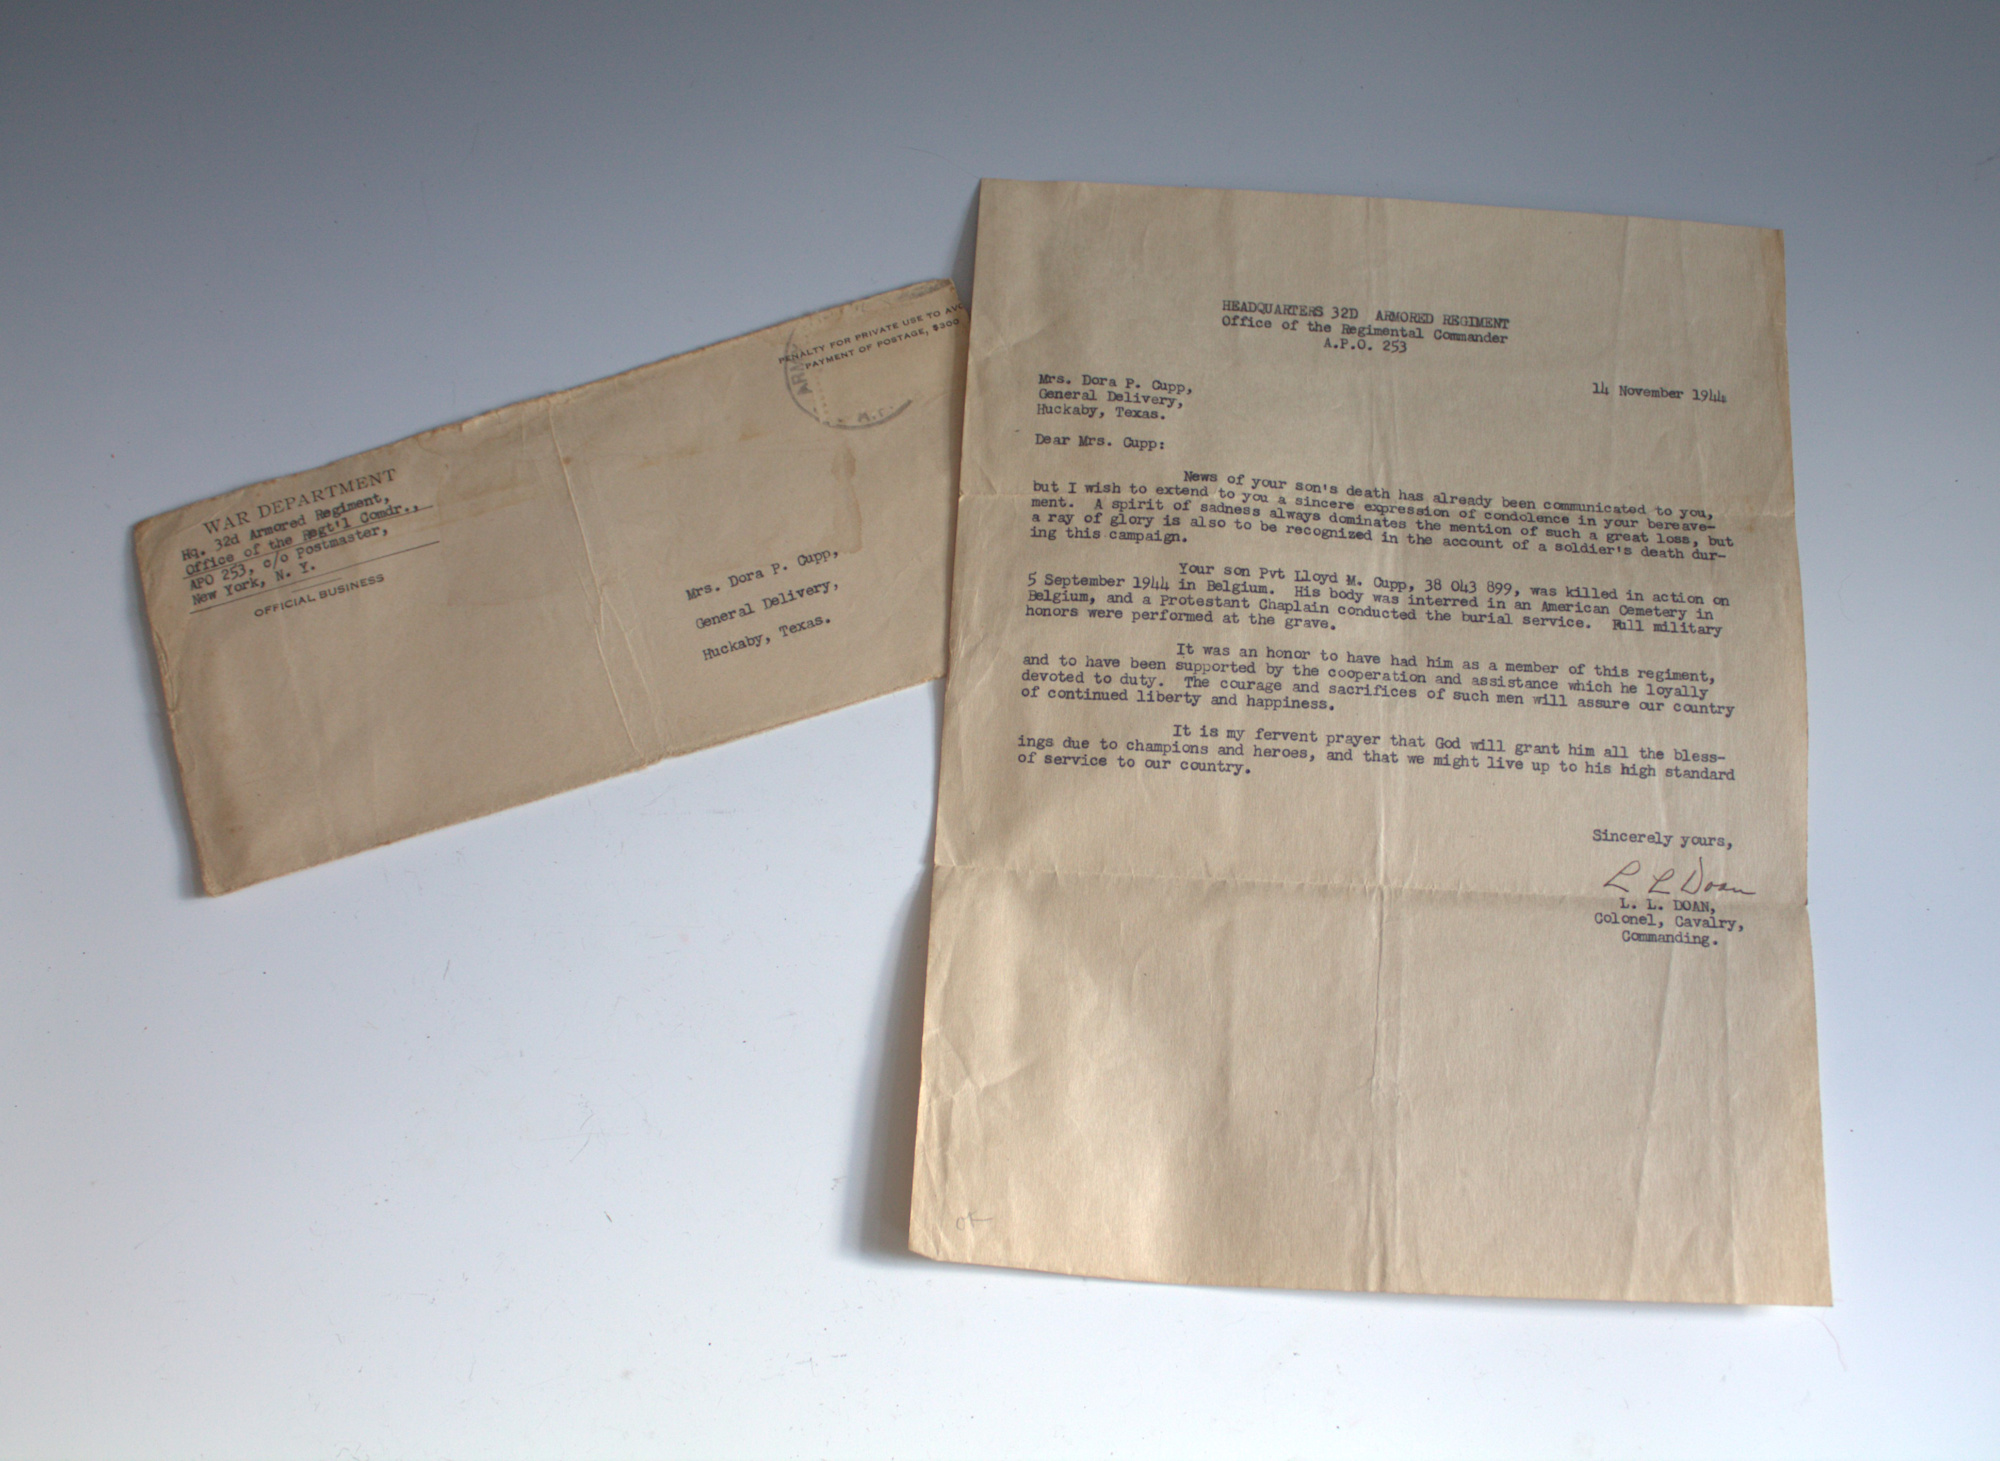 WAR DEPARTMENT
Hq. 32d Armored Regiment,
Office of the Regt'l Comdr.,
APO 253, c/o Postmaster,
New York, N. Y.
OFFICIAL BUSINESS
PENALTY FOR PRIVATE USE TO
PAYMENT OF POSTAGE, $300
ARMY
Mrs. Dora P. Cupp,
General Delivery,
Huckaby, Texas.
HEADQUARTERS 32D ARMORED REGIMENT
Office of the Regimental Commander
A.P.O. 253
14 November 1944
Mrs. Dora P. Cupp,
General Delivery,
Huckaby, Texas.
Dear Mrs. Cupp:
News of your son's death has already been communicated to you,
but I wish to extend to you a sincere expression of condolence in your bereave-
ment. A spirit of sadness always dominates the mention of such a great loss, but
a ray of glory is also to be recognized in the account of a soldier's death dur-
ing this campaign.
Your son Pvt Lloyd M. Cupp, 38 043 899, was killed in action on
5 September 1944 in Belgium. His body was interred in an American Cemetery in
Belgium, and a Protestant Chaplain conducted the burial service. Full military
honors were performed at the grave.
It was an honor to have had him as a member of this regiment,
and to have been supported by the cooperation and assistance which he loyally
devoted to duty. The courage and sacrifices of such men will assure our country
of continued liberty and happiness.
It is my fervent prayer that God will grant him all the bless-
ings due to champions and heroes, and that we might live up to his high standard
of service to our country.
Sincerely yours,
L L Doan
L. L. DOAN,
Colonel, Cavalry,
Commanding.